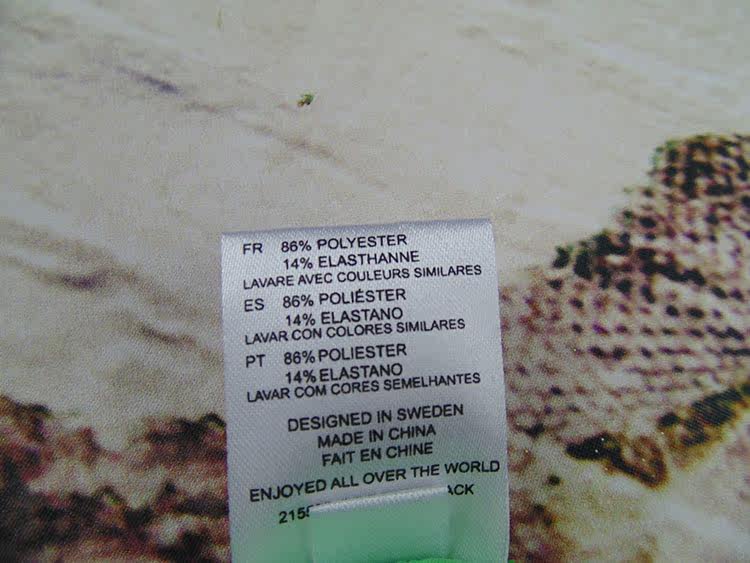 FR 86% POLYESTER
14% ELASTHANNE
LAVARE AVEC COULEURS SIMILARES
ES 86% POLIÉSTER
14% ELASTANO
LAVAR CON COLORES SIMILARES
PT 86% POLIESTER
14% ELASTANO
LAVAR COM CORES SEMELHANTES
DESIGNED IN SWEDEN
MADE IN CHINA
FAIT EN CHINE
ENJOYED ALL OVER THE WORLD